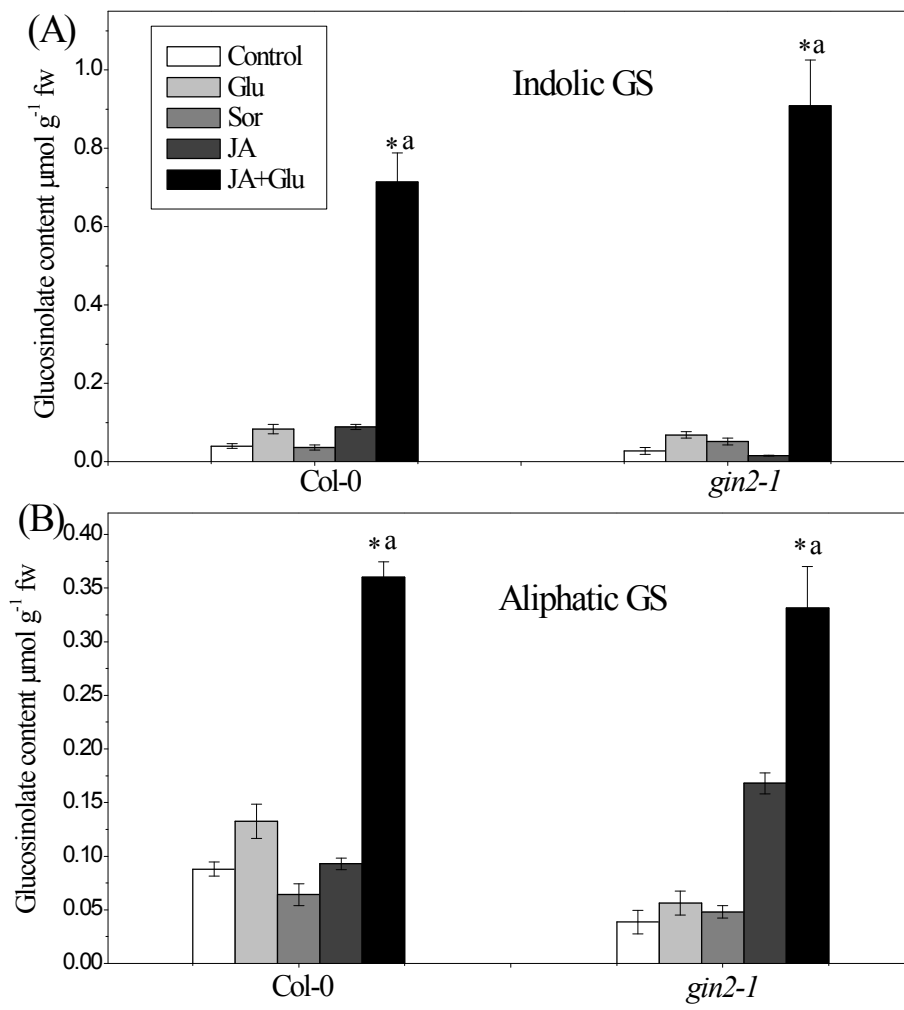 (A)
Glucosinolate content µmol g⁻¹ fw
1.0
0.8
0.6
0.4
0.2
0.0
Control
Glu
Sor
JA
JA+Glu
Indolic GS
*a
*a
Col-0
gin2-1
(B)
Glucosinolate content µmol g⁻¹ fw
0.40
0.35
0.30
0.25
0.20
0.15
0.10
0.05
0.00
Aliphatic GS
*a
*a
Col-0
gin2-1